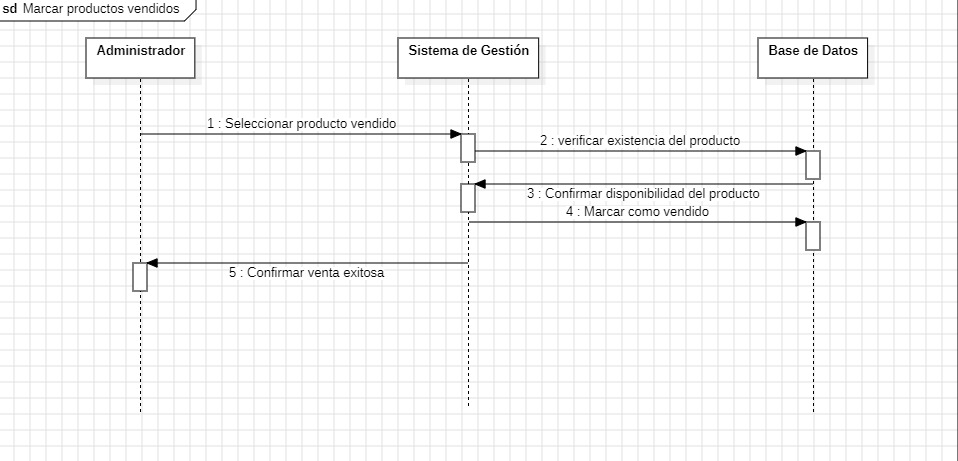 sd Marcar productos vendidos
Administrador
Sistema de Gestión
Base de Datos
1 : Seleccionar producto vendido
2 : verificar existencia del producto
3 : Confirmar disponibilidad del producto
4 : Marcar como vendido
5 : Confirmar venta exitosa